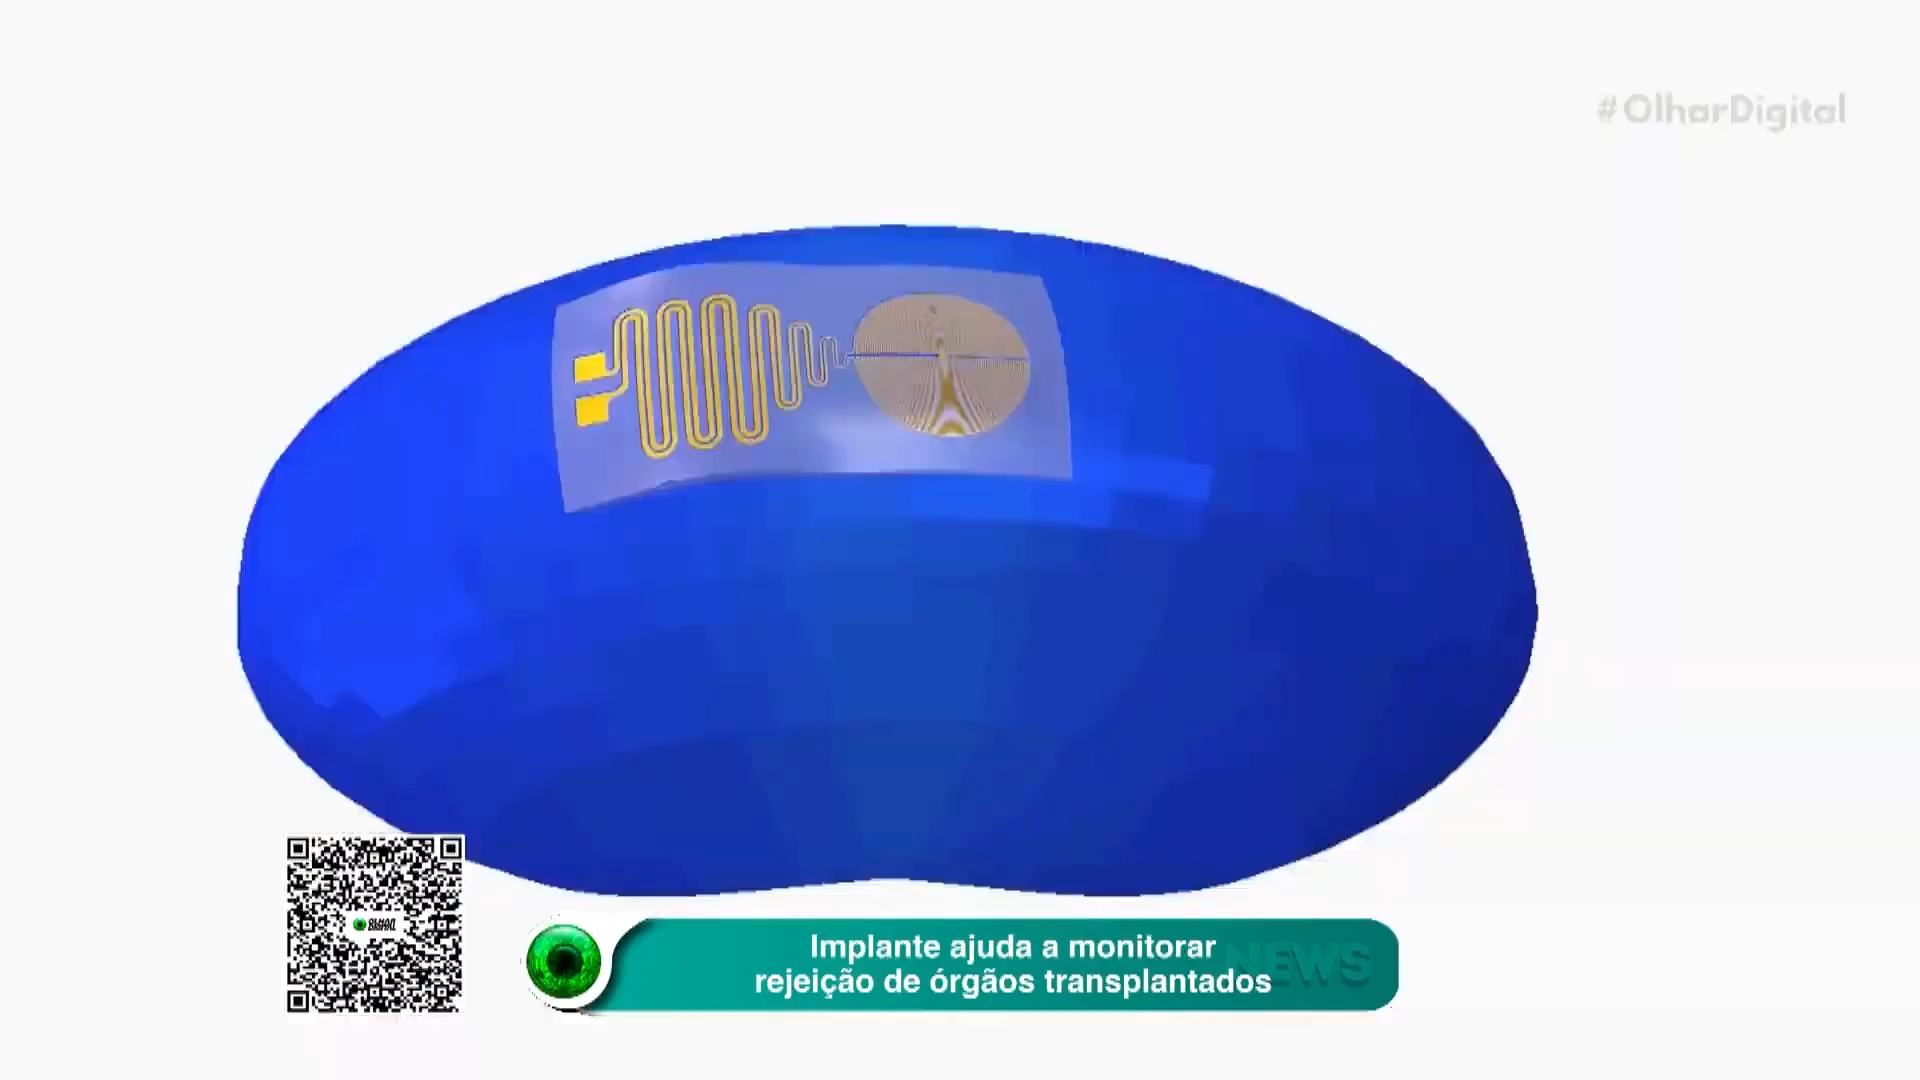 #OlharDigital
Implante ajuda a monitorar
rejeição de órgãos transplantados
NEWS